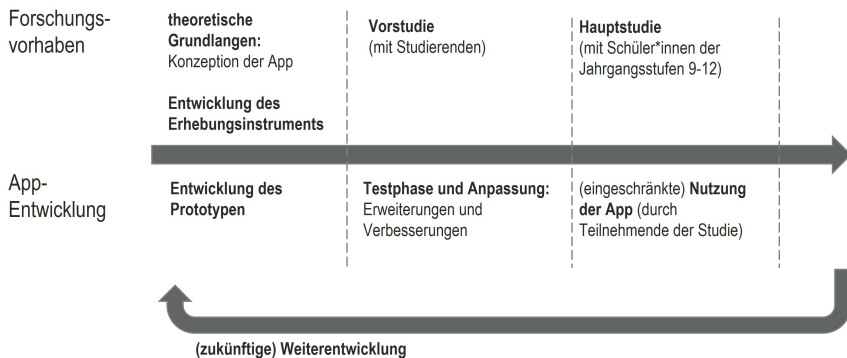 Forschungs-
vorhaben
theoretische
Grundlangen:
Konzeption der App
Entwicklung des
Erhebungsinstruments
Vorstudie
(mit Studierenden)
Hauptstudie
(mit Schüler*innen der
Jahrgangsstufen 9-12)
App-
Entwicklung
Entwicklung des
Prototypen
Testphase und Anpassung:
Erweiterungen und
Verbesserungen
(eingeschränkte) Nutzung
der App (durch
Teilnehmende der Studie)
(zukünftige) Weiterentwicklung